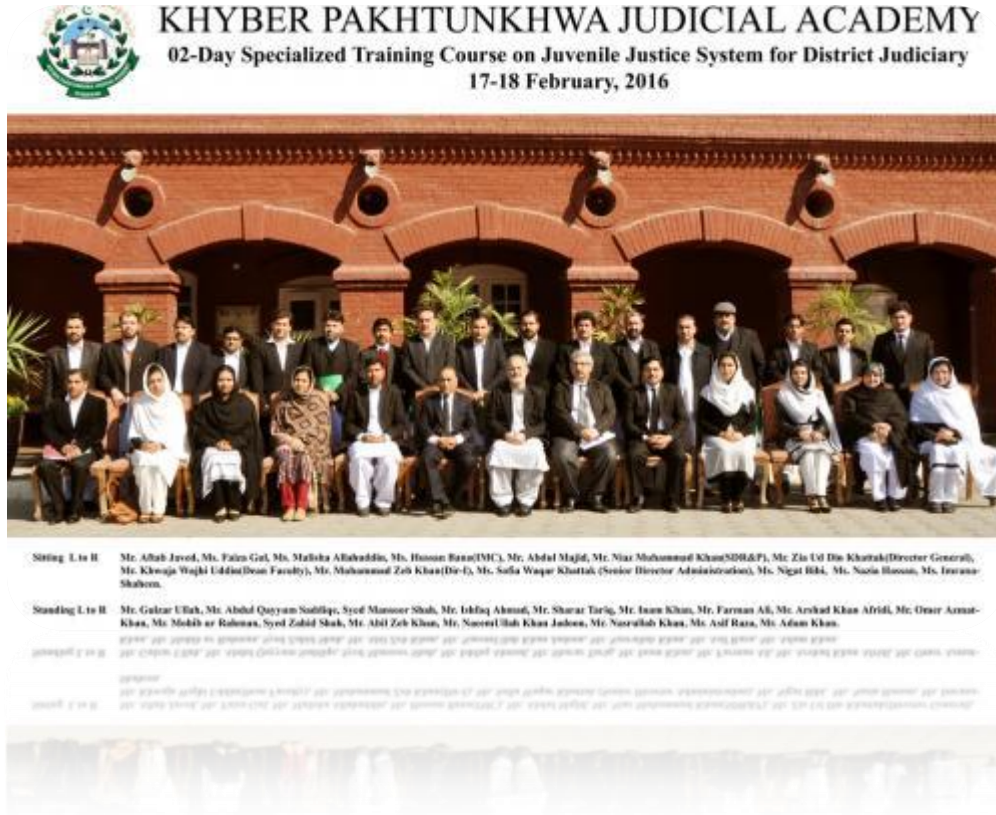 KHYBER PAKHTUNKHWA JUDICIAL ACADEMY
02-Day Specialized Training Course on Juvenile Justice System for District Judiciary
17-18 February, 2016
Sitting L to R Mr. Aftab Javed, Ms. Faiza Gul, Ms. Maliha Allahuddin, Ms. Hussan Bano(IMC), Mr. Abdul Majid, Mr. Niaz Muhammad Khan(SDR&P), Mr. Zia Ud Din Khattak(Director General),
Mr. Khwaja Wajhi Uddin(Dean Faculty), Mr. Muhammad Zeb Khan(Dir-I), Ms. Sofia Waqar Khattak (Senior Director Administration), Ms. Nigat Bibi, Ms. Nazia Hassan, Ms. Imrana-
Shaheen.
Standing L to R Mr. Gulzar Ullah, Mr. Abdul Qayyum Saddiqe, Syed Mansoor Shah, Mr. Ishfaq Ahmad, Mr. Sharaz Tariq, Mr. Inam Khan, Mr. Farman Ali, Mr. Arshad Khan Afridi, Mr. Omer Azmat-
Khan, Mr. Mohib ur Rahman, Syed Zahid Shah, Mr. Abil Zeb Khan, Mr. NaeemUllah Khan Jadoon, Mr. Nasrullah Khan, Mr. Asif Raza, Mr. Adam Khan.